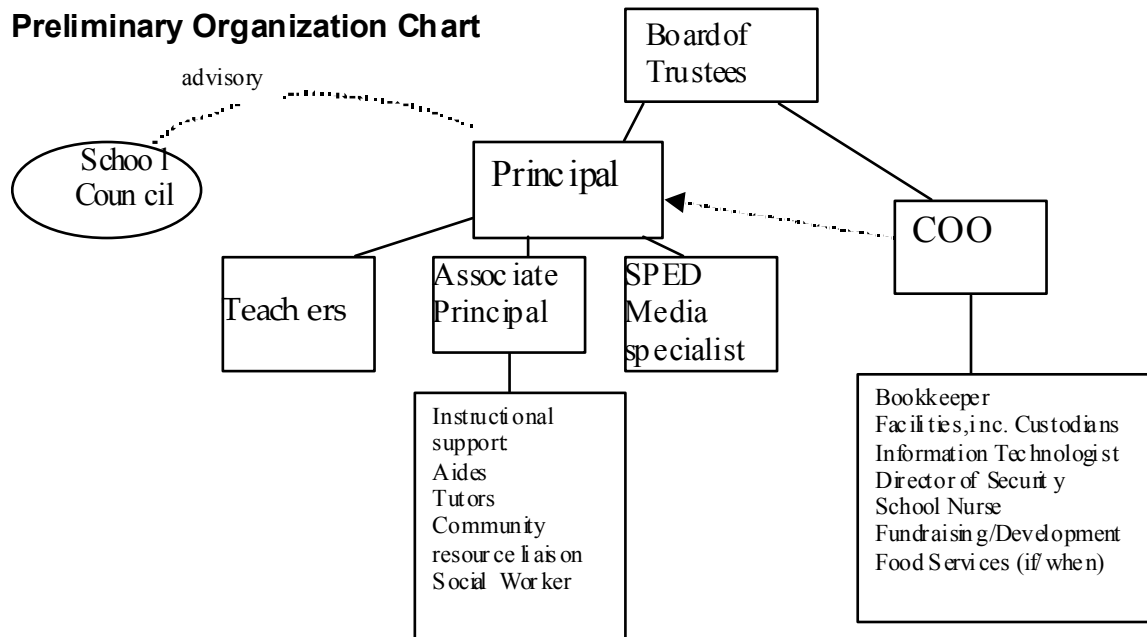 Preliminary Organization Chart
Board of
Trustees
advisory
School
Council
Principal
COO
Teachers
Associate
Principal
SPED
Media
specialist
Instructional
support:
Aides
Tutors
Community
resource liaison
Social Worker
Bookkeeper
Facilities, inc. Custodians
Information Technologist
Director of Security
School Nurse
Fundraising/Development
Food Services (if/when)